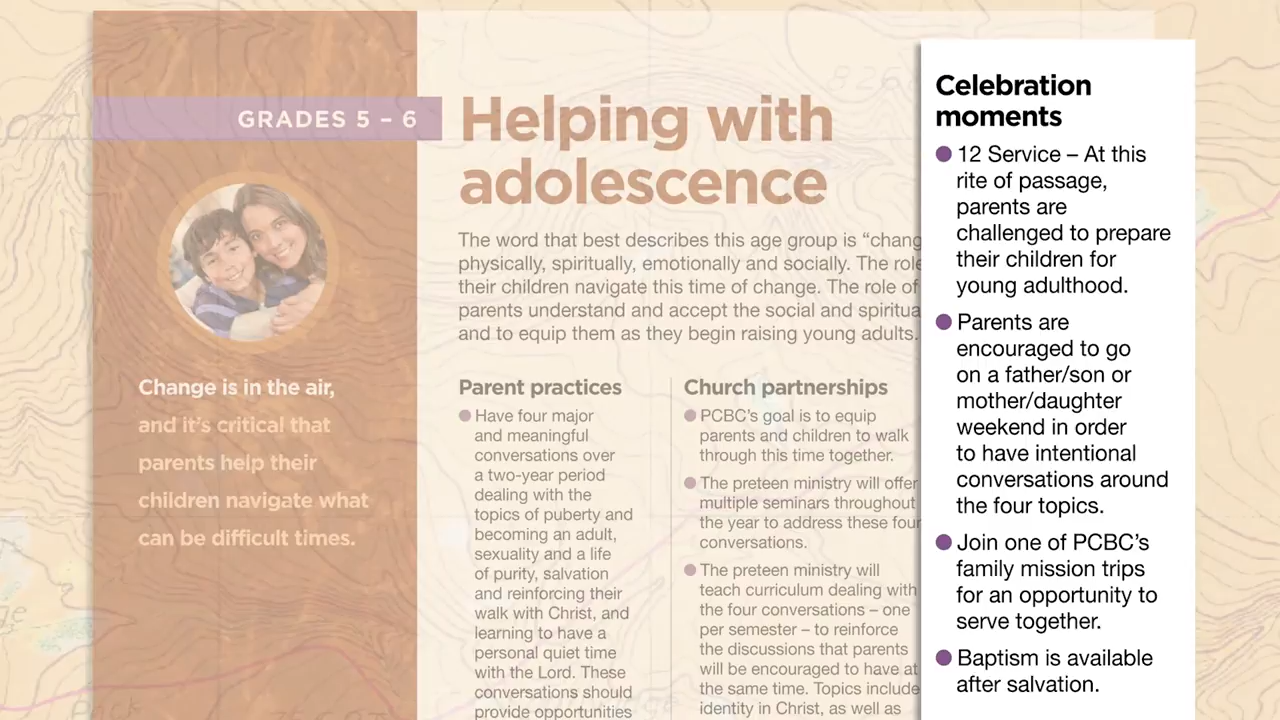 GRADES 5 – 6
Change is in the air,
and it's critical that
parents help their
children navigate what
can be difficult times.
Helping with
adolescence
The word that best describes this age group is “chang
physically, spiritually, emotionally and socially. The role
their children navigate this time of change. The role of
parents understand and accept the social and spiritua
and to equip them as they begin raising young adults.
Parent practices
● Have four major
and meaningful
conversations over
a two-year period
dealing with the
topics of puberty and
becoming an adult,
sexuality and a life
of purity, salvation
and reinforcing their
walk with Christ, and
learning to have a
personal quiet time
with the Lord. These
conversations should
provide opportunities
Church partnerships
● PCBC’s goal is to equip
parents and children to walk
through this time together.
● The preteen ministry will offer
multiple seminars throughout
the year to address these four
conversations.
● The preteen ministry will
teach curriculum dealing with
the four conversations – one
per semester – to reinforce
the discussions that parents
will be encouraged to have at
the same time. Topics include
identity in Christ, as well as
Celebration
moments
● 12 Service – At this
rite of passage,
parents are
challenged to prepare
their children for
young adulthood.
● Parents are
encouraged to go
on a father/son or
mother/daughter
weekend in order
to have intentional
conversations around
the four topics.
● Join one of PCBC’s
family mission trips
for an opportunity to
serve together.
● Baptism is available
after salvation.